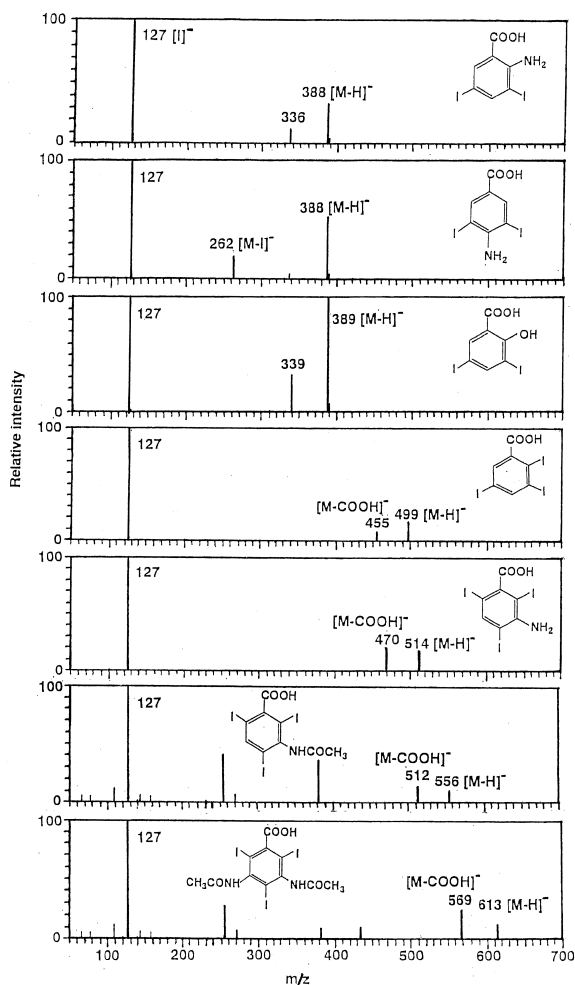 Relative intensity
100
0
127 [I]⁻
336
388 [M-H]⁻
COOH
NH₂
I
I
100
0
127
262 [M-I]⁻
388 [M-H]⁻
COOH
I
I
NH₂
100
0
127
339
389 [M-H]⁻
COOH
OH
I
I
100
0
127
[M-COOH]⁻
455
499 [M-H]⁻
COOH
I
I
I
100
0
127
[M-COOH]⁻
470
514 [M-H]⁻
COOH
I
I
NH₂
I
100
0
127
COOH
I
I
NHCOCH₃
I
[M-COOH]⁻
512
556 [M-H]⁻
100
0
127
COOH
I
I
CH₃CONH
NHCOCH₃
I
[M-COOH]⁻
569
613 [M-H]⁻
100 200 300 400 500 600 700
m/z